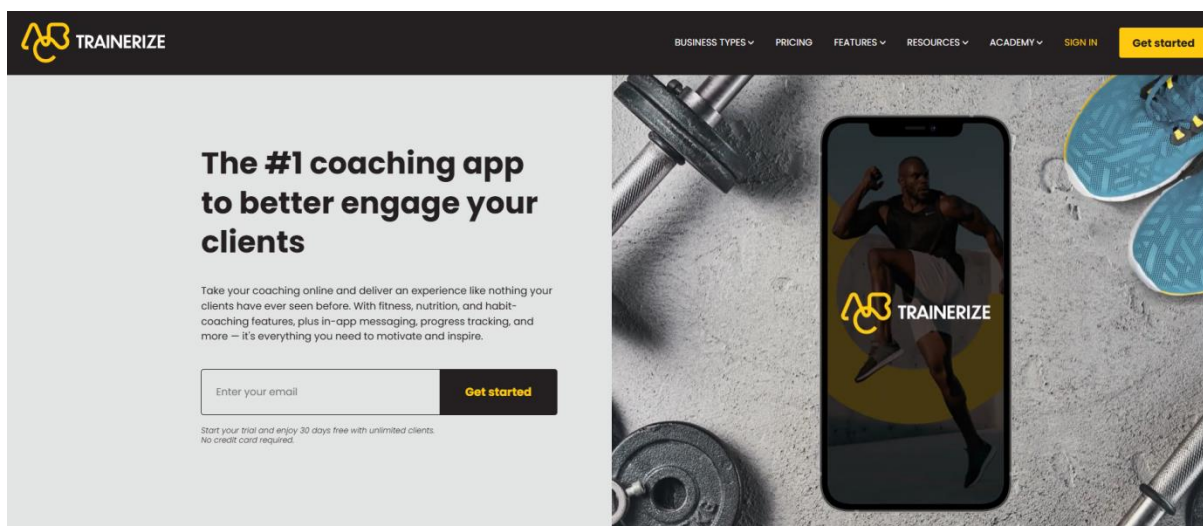 ABC TRAINERIZE
BUSINESS TYPES PRICING FEATURES RESOURCES ACADEMY SIGN IN Get started
The #1 coaching app
to better engage your
clients
Take your coaching online and deliver an experience like nothing your
clients have ever seen before. With fitness, nutrition, and habit-
coaching features, plus in-app messaging, progress tracking, and
more — it's everything you need to motivate and inspire.
Enter your email Get started
Start your trial and enjoy 30 days free with unlimited clients.
No credit card required.
ABC TRAINERIZE